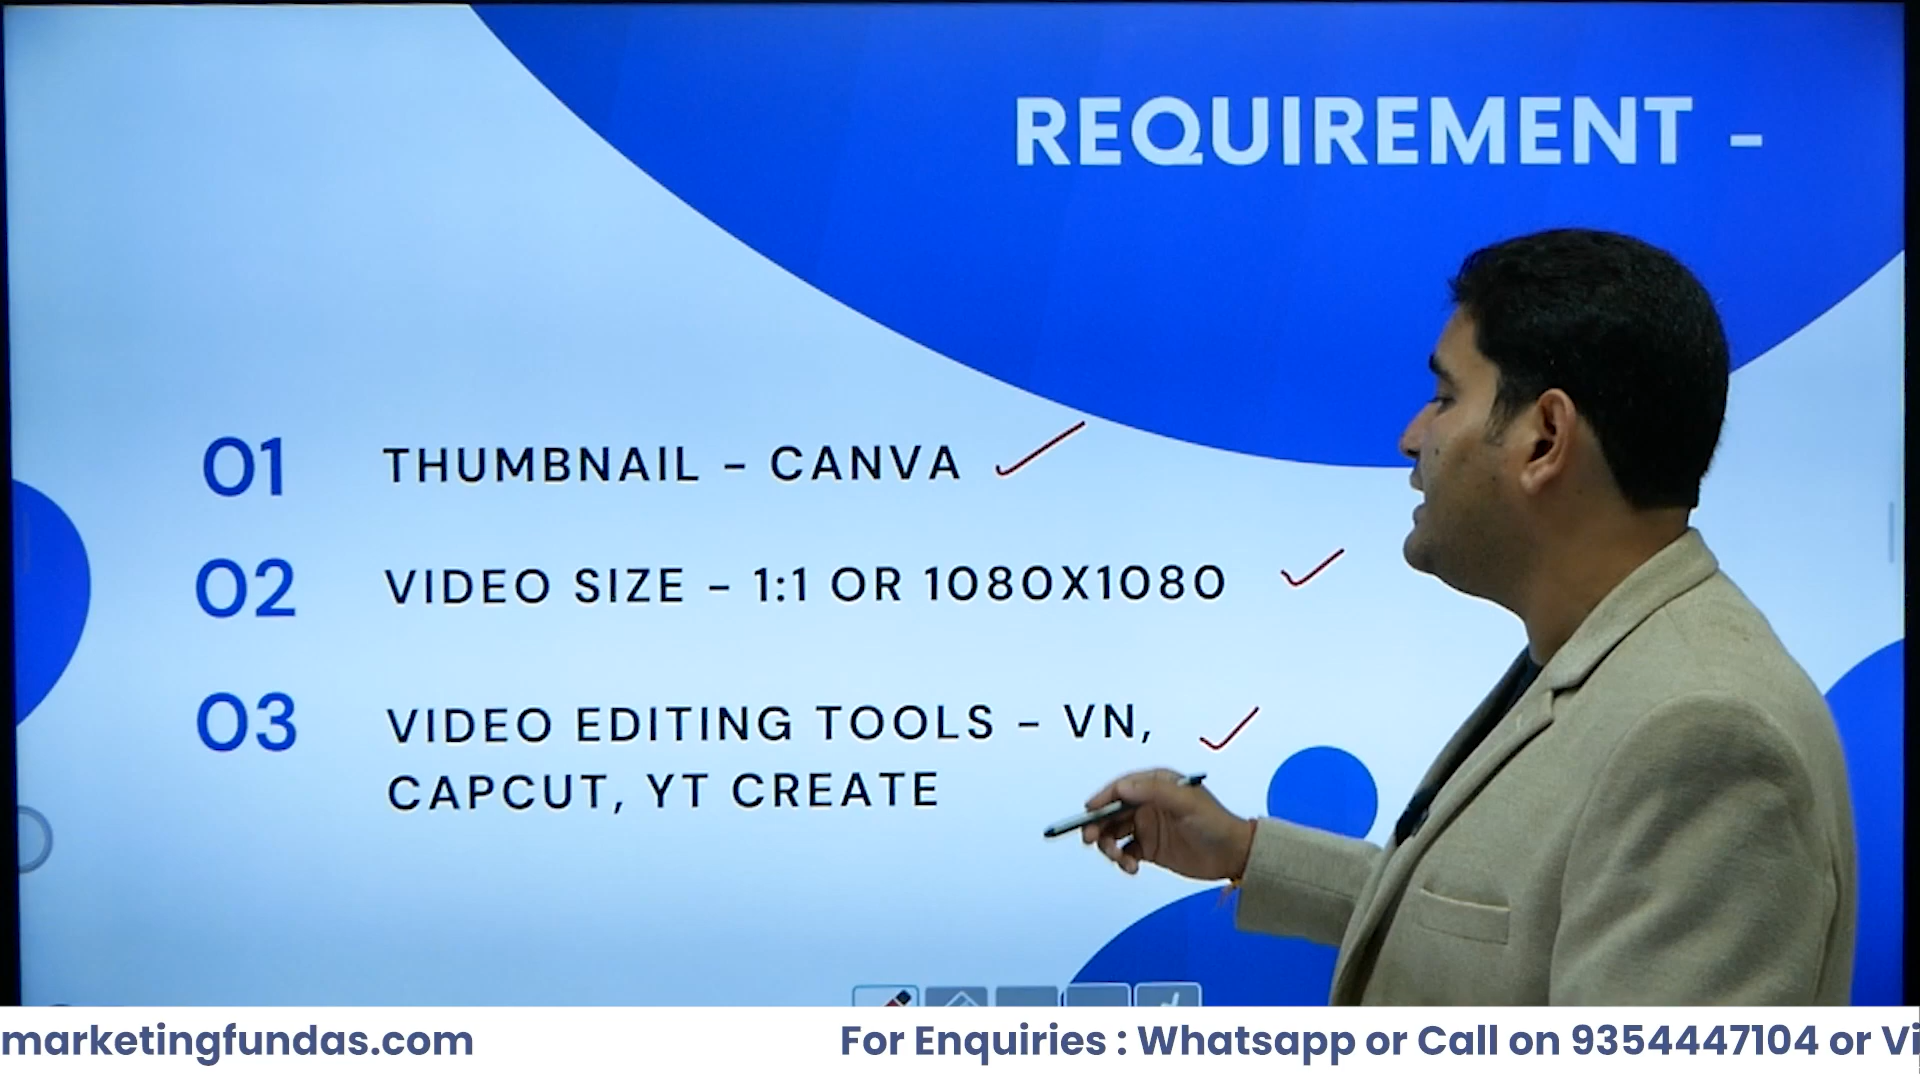 REQUIREMENT -
01 THUMBNAIL - CANVA
02 VIDEO SIZE - 1:1 OR 1080X1080
03 VIDEO EDITING TOOLS - VN,
CAPCUT, YT CREATE
marketingfundas.com For Enquiries : Whatsapp or Call on 9354447104 or Vi